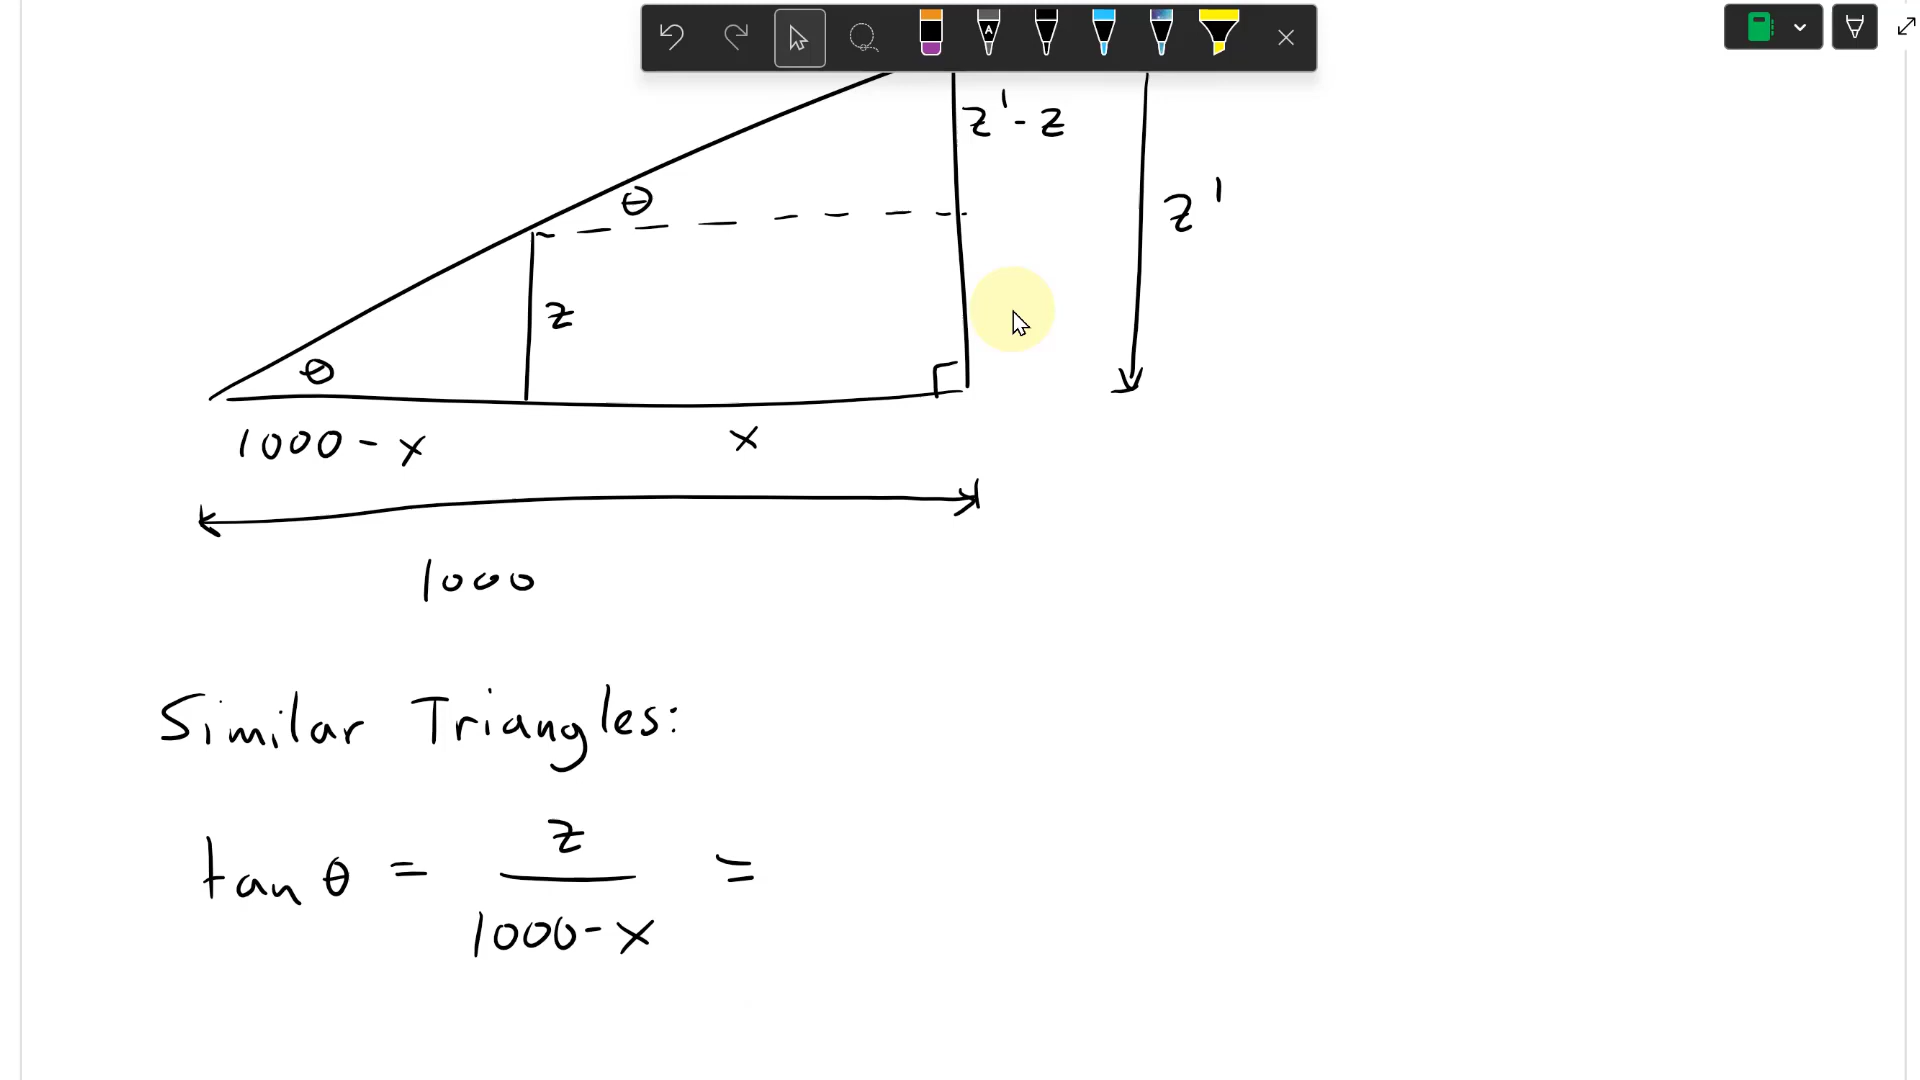 z' - z
θ
z'
z
θ
1000 - x
x
1000
Similar Triangles:
tan θ = z / 1000 - x =